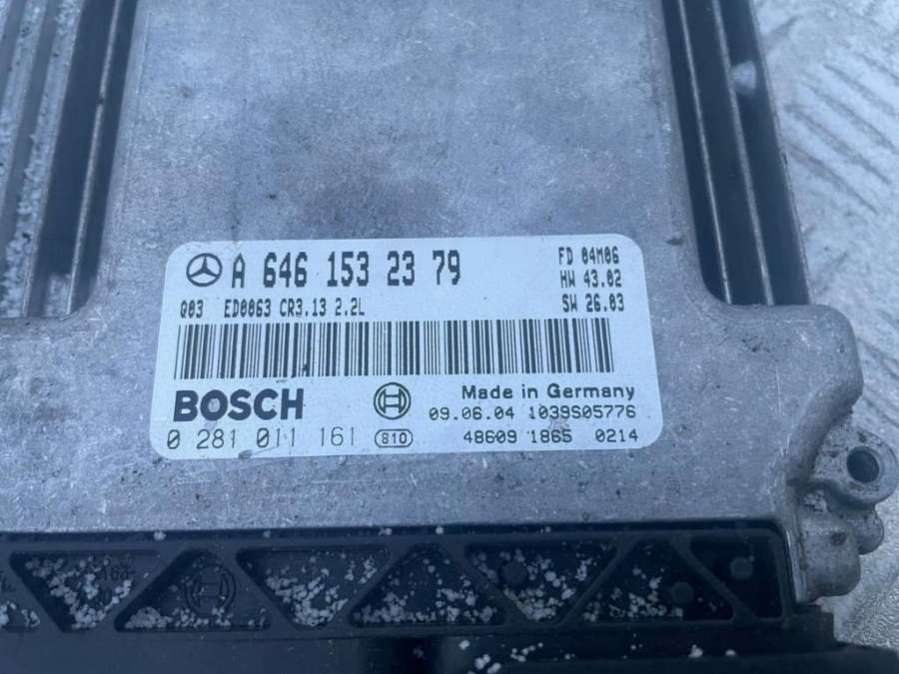 A 646 153 23 79
FD 04M06
HW 43.02
Q03 ED0063 CR3.13 2.2L
SW 26.03
BOSCH
Made in Germany
09.06.04 1039S05776
0 281 011 161 810
48609 1865 0214